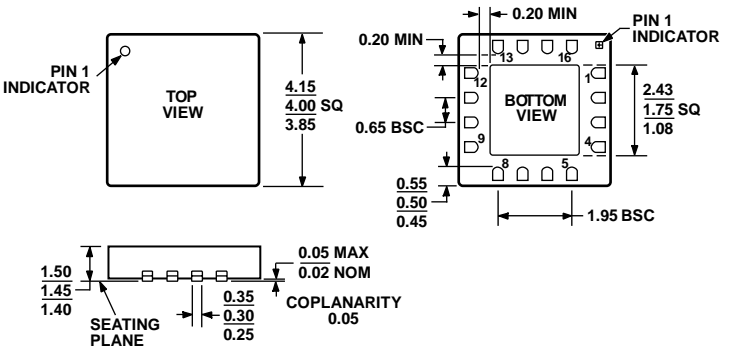 PIN 1
INDICATOR
TOP
VIEW
4.15
4.00 SQ
3.85
0.20 MIN
0.20 MIN
PIN 1
INDICATOR
13
16
12
1
BOTTOM
VIEW
0.65 BSC
9
4
8
5
2.43
1.75 SQ
1.08
0.55
0.50
0.45
1.95 BSC
1.50
1.45
1.40
SEATING
PLANE
0.05 MAX
0.02 NOM
0.35
0.30
0.25
COPLANARITY
0.05